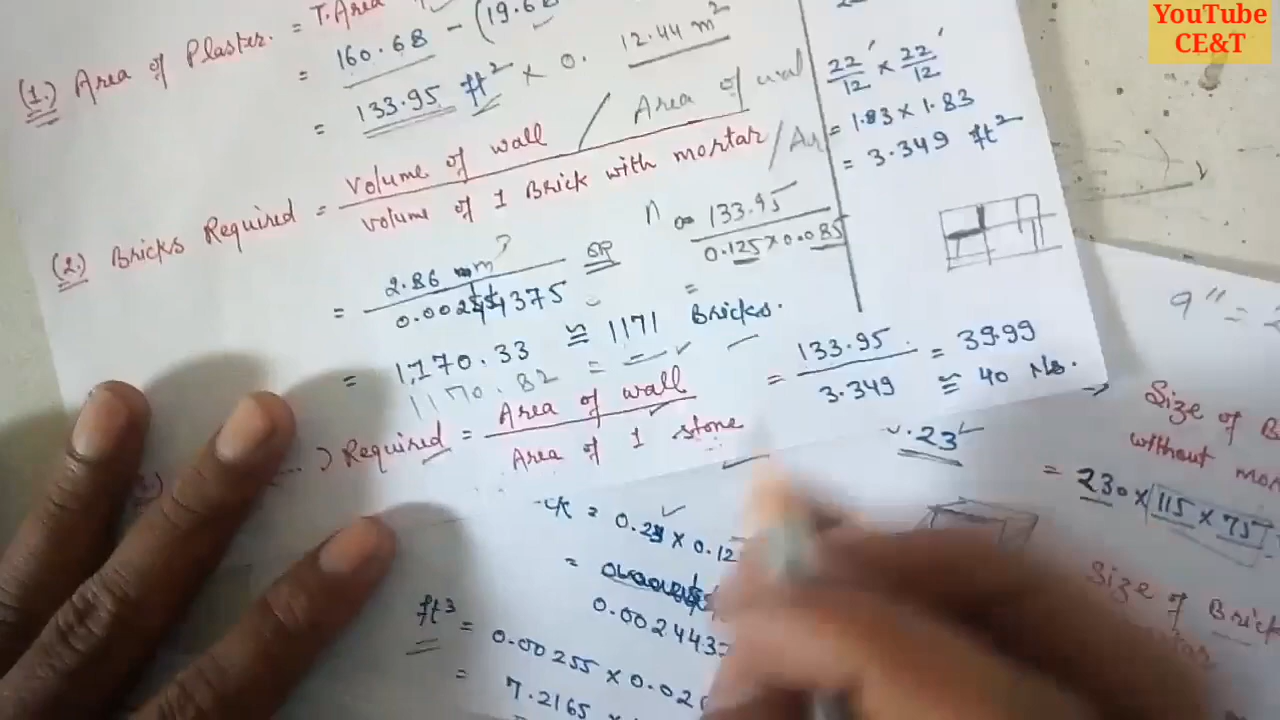 YouTube
CE&T
(1.) Area of Plaster. = T. Area
= 160.68 - (19.6
= 133.95 ft² × 0. 12.44 m²
(2.) Bricks Required = Volume of wall / Area of wall
Volume of 1 Brick with mortar / Ar
= 2.86 m³
OR
n = 133.95
0.125 × 0.085
=
= 1,170.33 ≅ 1171 Bricks.
1170.82 =
) Required = Area of wall
Area of 1 stone
= 133.95 = 39.99
3.349 ≅ 40 Nb.
22/12' × 22/12'
= 1.83 × 1.83
= 3.349 ft²
9" =
.23
Size of B
without mor
= 230 × 115 × 75
Size of Brick
= 0.23 × 0.12
=
0.002443
ft³ = 0.00255 × 0.02
= 7.2165